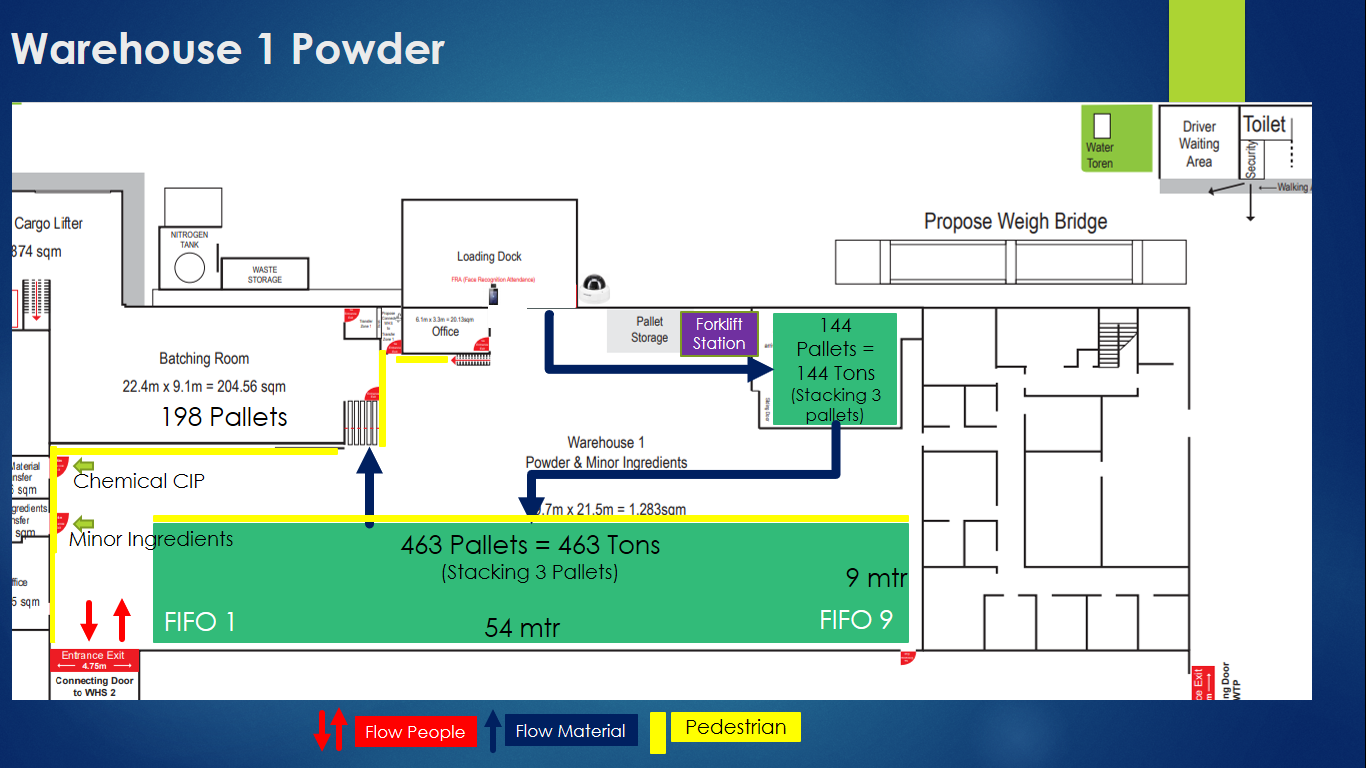 Warehouse 1 Powder
Water
Toren
Driver
Waiting
Area
Toilet
Security
Walking
Propose Weigh Bridge
Cargo Lifter
374 sqm
NITROGEN
TANK
WASTE
STORAGE
Loading Dock
FRA (Face Recognition Attendance)
6.1m x 3.3m = 20.13sqm
Office
Pallet
Storage
Forklift
Station
144
Pallets =
144 Tons
(Stacking 3
pallets)
Batching Room
22.4m x 9.1m = 204.56 sqm
198 Pallets
Warehouse 1
Powder & Minor Ingredients
.7m x 21.5m = 1.283sqm
Chemical CIP
Minor Ingredients
463 Pallets = 463 Tons
(Stacking 3 Pallets)
9 mtr
FIFO 1
54 mtr
FIFO 9
Entrance Exit
4.75m
Connecting Door
to WHS 2
Flow People
Flow Material
Pedestrian